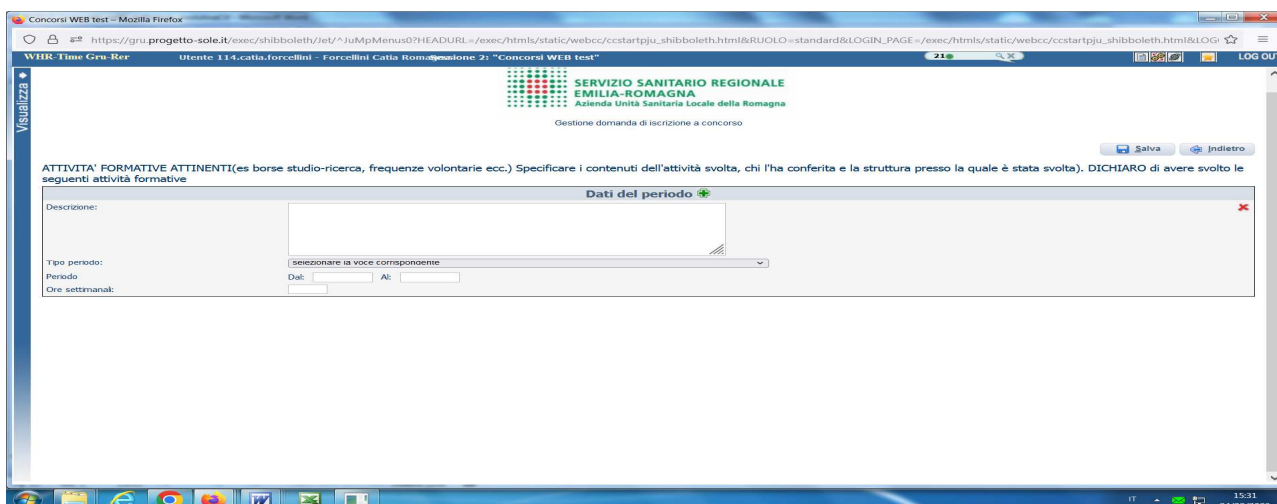 Concorsi WEB test – Mozilla Firefox
https://gru.progetto-sole.it/exec/shibboleth/Jet/^JuMpMenus0?HEADURL=/exec/htmls/static/webcc/ccstartpju_shibboleth.html&RUOLO=standard&LOGIN_PAGE=/exec/htmls/static/webcc/ccstartpju_shibboleth.html&LOG
WHR-Time Gru-Rer Utente 114.catia.forcellini - Forcellini Catia 2: "Concorsi WEB test" 21 LOG OU
Visualizza
SERVIZIO SANITARIO REGIONALE
EMILIA-ROMAGNA
Azienda Unità Sanitaria Locale della Romagna
Gestione domanda di iscrizione a concorso
Salva Indietro
ATTIVITA' FORMATIVE ATTINENTI(es borse studio-ricerca, frequenze volontarie ecc.) Specificare i contenuti dell'attività svolta, chi l'ha conferita e la struttura presso la quale è stata svolta). DICHIARO di avere svolto le
seguenti attività formative
Dati del periodo
Descrizione:
Tipo periodo: selezionare la voce corrispondente
Periodo Dal: Al:
Ore settimanali:
IT 15:31